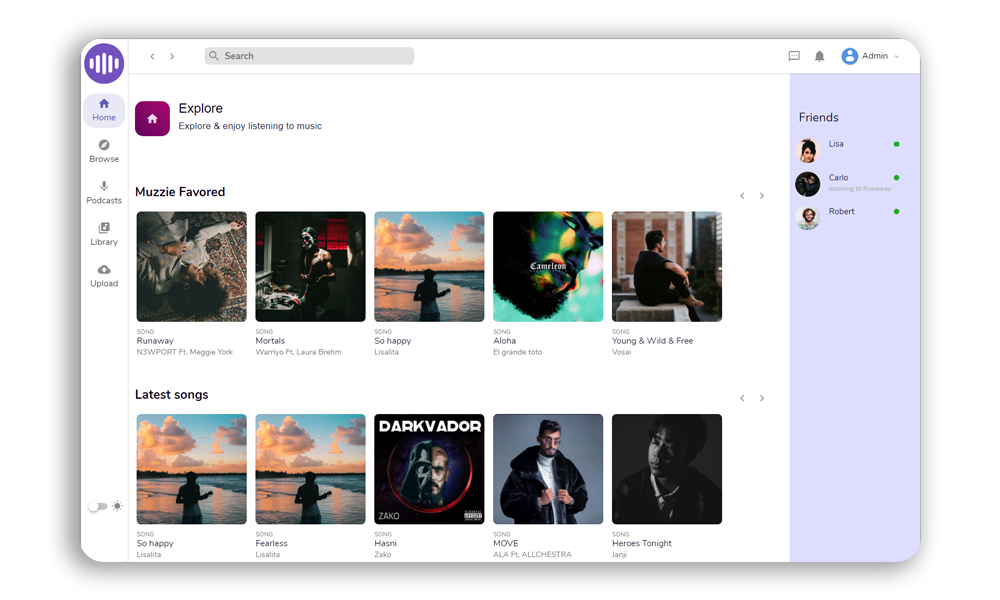 Search
Admin
Home
Browse
Podcasts
Library
Upload
Explore
Explore & enjoy listening to music
Muzzie Favored
Cameleon
SONG
Runaway
N3WPORT Ft. Meggie York
SONG
Mortals
Warriyo Ft. Laura Brehm
SONG
So happy
Lisalita
SONG
Aloha
El grande toto
SONG
Young & Wild & Free
Vosai
Latest songs
DARKVADOR
ZAKO
SONG
So happy
Lisalita
SONG
Fearless
Lisalita
SONG
Hasni
Zako
SONG
MOVE
ALA Ft. ALLCHESTRA
SONG
Heroes Tonight
Janji
Friends
Lisa
Carlo
listening to Runaway
Robert